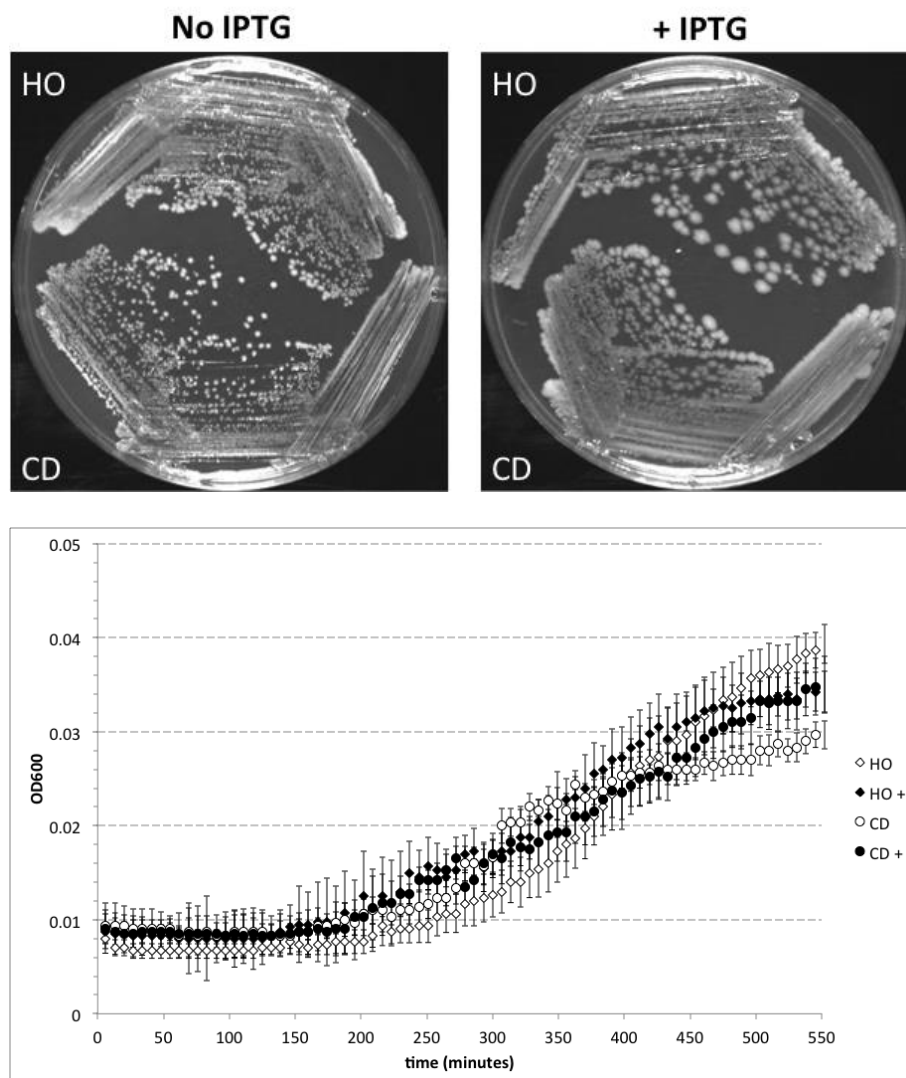 No IPTG
+ IPTG
HO
HO
CD
CD
0.05
0.04
0.03
0.02
0.01
0
OD600
0 50 100 150 200 250 300 350 400 450 500 550
time (minutes)
HO
HO +
CD
CD +